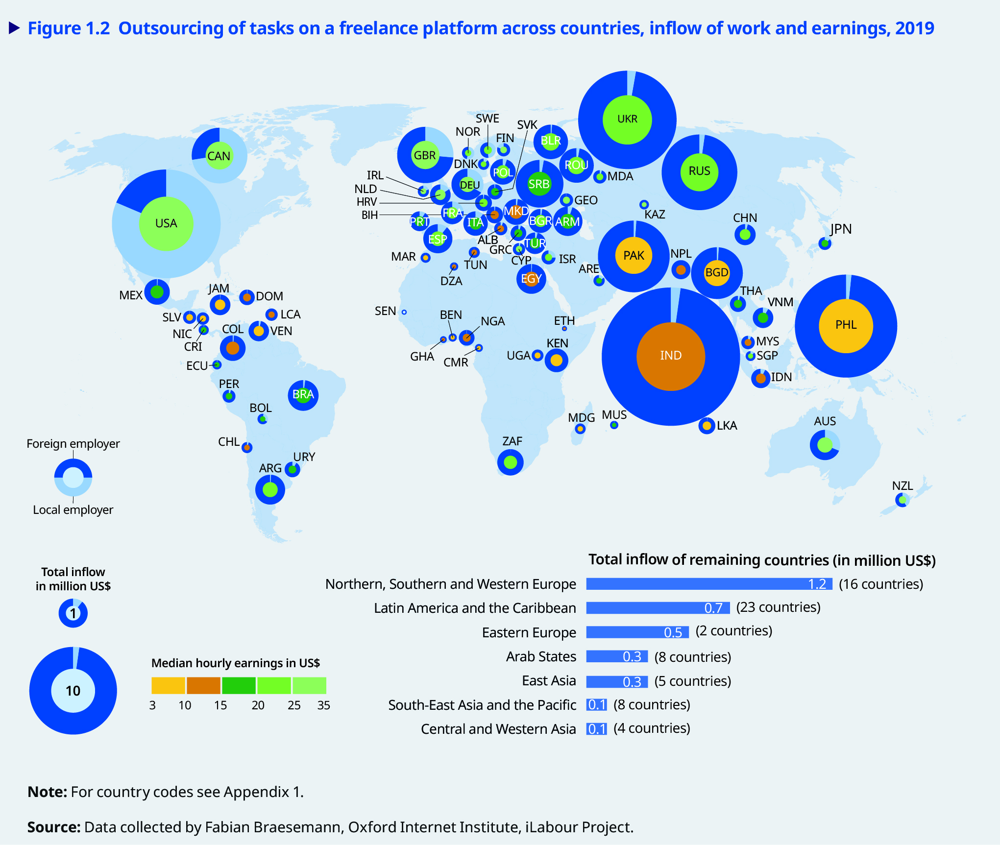 Figure 1.2 Outsourcing of tasks on a freelance platform across countries, inflow of work and earnings, 2019
SWE
SVK
NOR
FIN
UKR
BLR
CAN
GBR
DNK
ROU
POL
RUS
IRL
MDA
DEU
SRB
NLD
HRV
GEO
BIH
FRA
MKD
KAZ
CHN
USA
PRT
ITA
BGR
ARM
JPN
ESP
ALB
TUR
GRC
MAR
PAK
NPL
CYP
ISR
TUN
ARE
BGD
DZA
EGY
JAM
MEX
DOM
THA
VNM
SLV
LCA
SEN
BEN
NGA
ETH
PHL
NIC
COL
VEN
CRI
KEN
MYS
GHA
UGA
IND
SGP
CMR
ECU
IDN
PER
BRA
BOL
MDG
MUS
LKA
AUS
CHL
ZAF
URY
ARG
NZL
Foreign employer
Local employer
Total inflow
in million US$
1
10
Median hourly earnings in US$
3 10 15 20 25 35
Total inflow of remaining countries (in million US$)
Northern, Southern and Western Europe 1.2 (16 countries)
Latin America and the Caribbean 0.7 (23 countries)
Eastern Europe 0.5 (2 countries)
Arab States 0.3 (8 countries)
East Asia 0.3 (5 countries)
South-East Asia and the Pacific 0.1 (8 countries)
Central and Western Asia 0.1 (4 countries)
Note: For country codes see Appendix 1.
Source: Data collected by Fabian Braesemann, Oxford Internet Institute, iLabour Project.